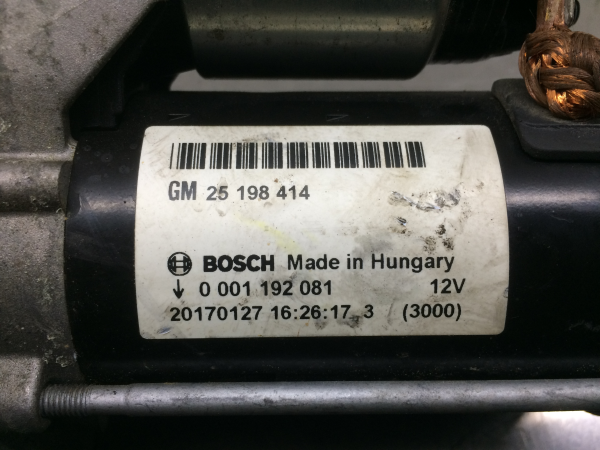 GM 25 198 414
BOSCH Made in Hungary
0 001 192 081 12V
20170127 16:26:17 3 (3000)